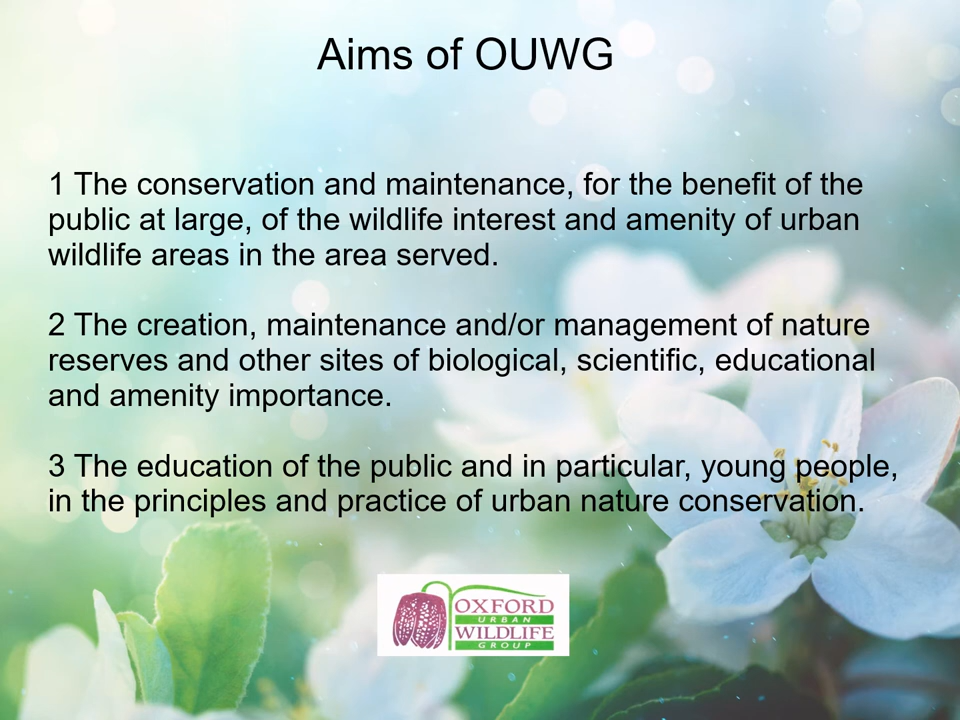 Aims of OUWG
1 The conservation and maintenance, for the benefit of the
public at large, of the wildlife interest and amenity of urban
wildlife areas in the area served.
2 The creation, maintenance and/or management of nature
reserves and other sites of biological, scientific, educational
and amenity importance.
3 The education of the public and in particular, young people,
in the principles and practice of urban nature conservation.
OXFORD
URBAN
WILDLIFE
GROUP